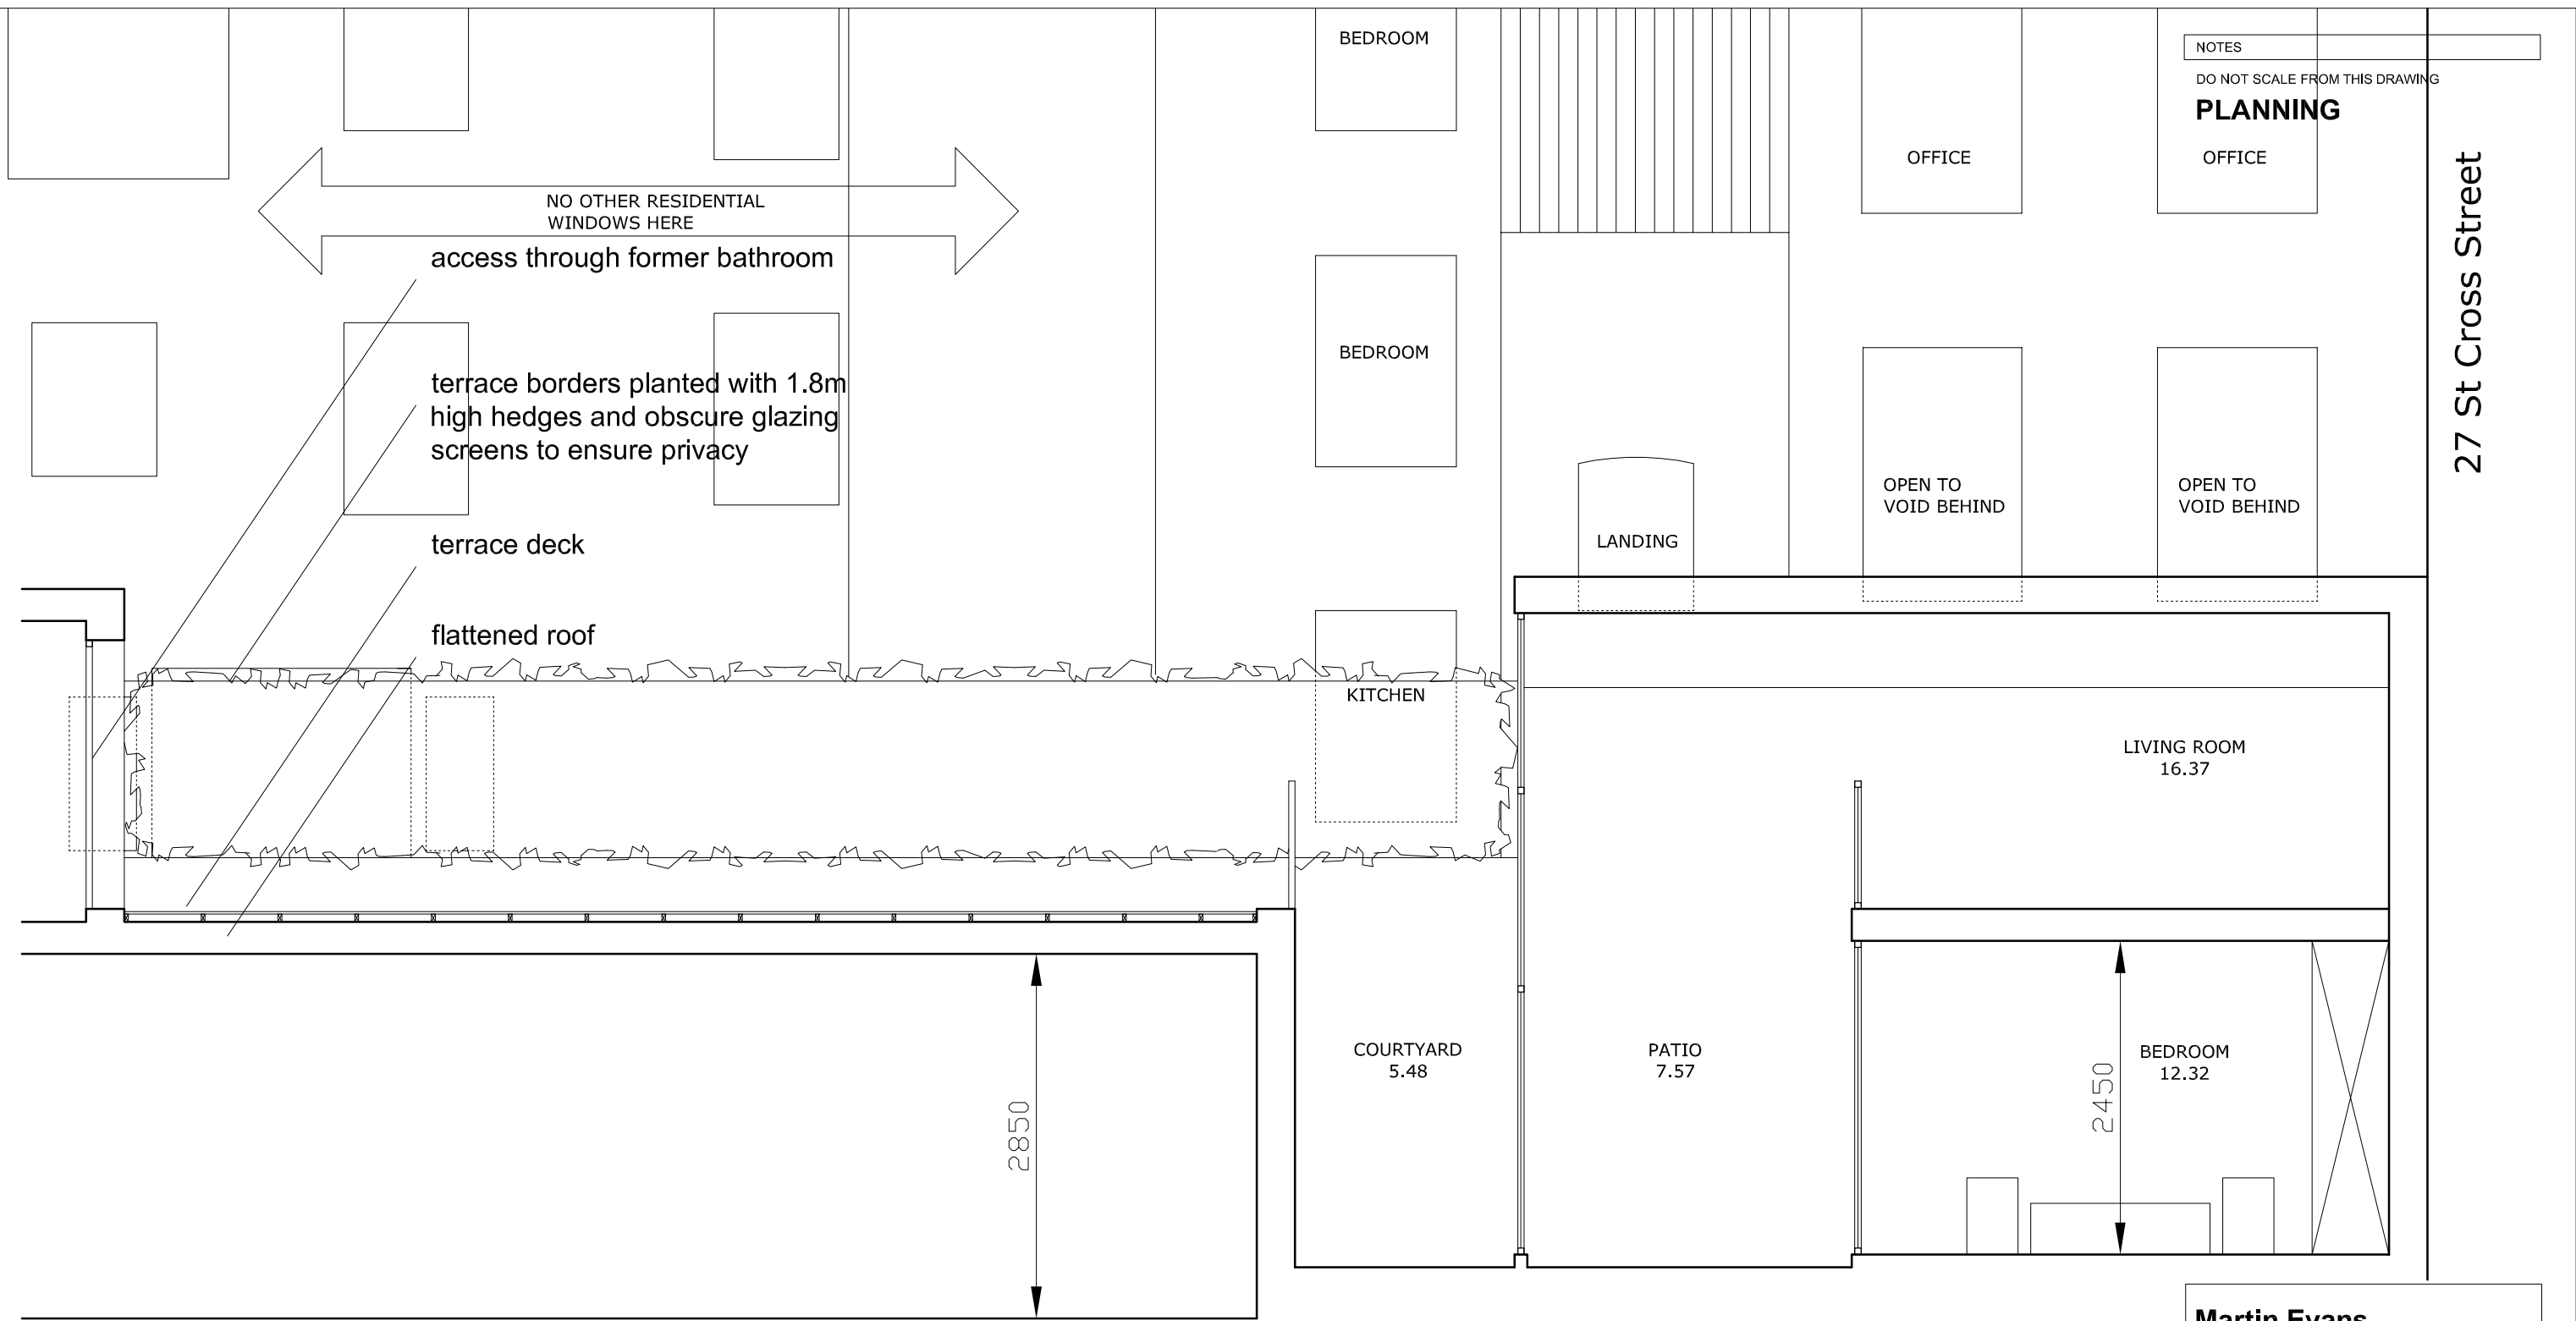 BEDROOM
NOTES
DO NOT SCALE FROM THIS DRAWING
PLANNING
OFFICE
OFFICE
27 St Cross Street
NO OTHER RESIDENTIAL
WINDOWS HERE
access through former bathroom
BEDROOM
terrace borders planted with 1.8m
high hedges and obscure glazing
screens to ensure privacy
OPEN TO
VOID BEHIND
OPEN TO
VOID BEHIND
terrace deck
LANDING
flattened roof
KITCHEN
LIVING ROOM
16.37
COURTYARD
5.48
PATIO
7.57
BEDROOM
12.32
2850
2450
Martin Evans